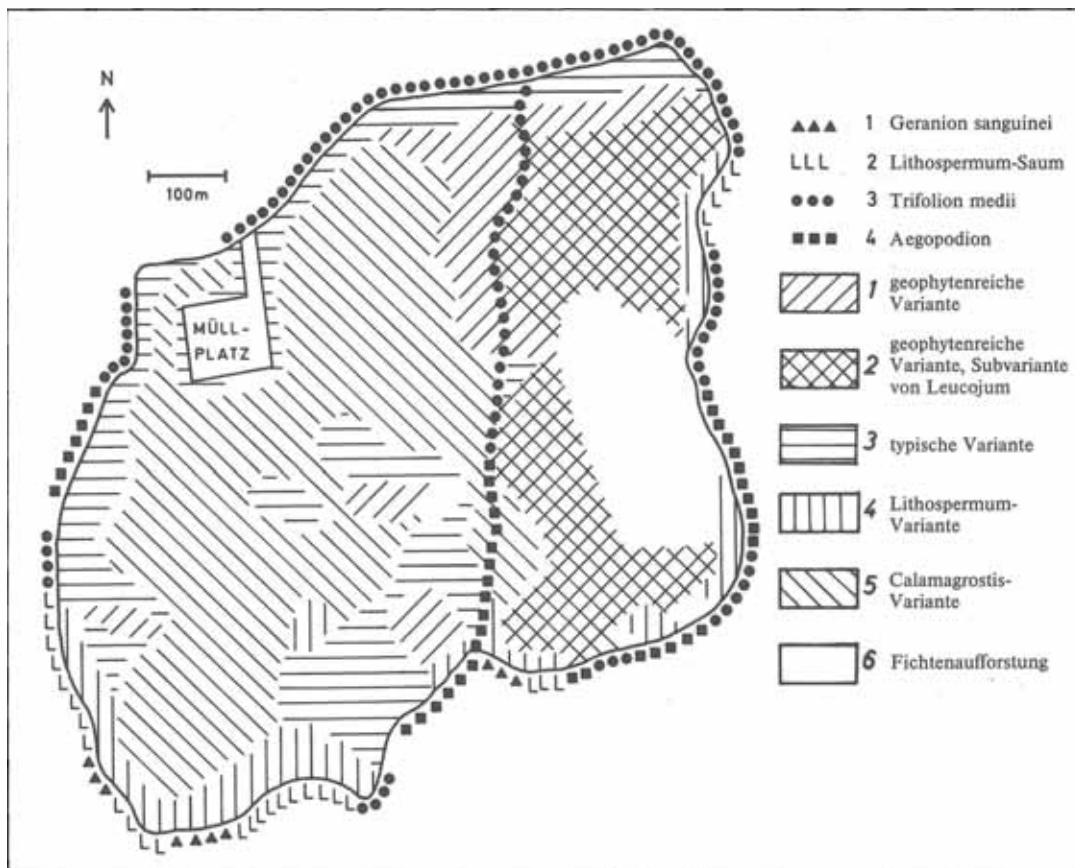 N
100m
MÜLL-
PLATZ
1 Geranion sanguinei
LLL 2 Lithospermum-Saum
3 Trifolion medii
4 Aegopodion
1 geophytenreiche
Variante
geophytenreiche
2 Variante, Subvariante
von Leucojum
3 typische Variante
4 Lithospermum-
Variante
5 Calamagrostis-
Variante
6 Fichtenaufforstung